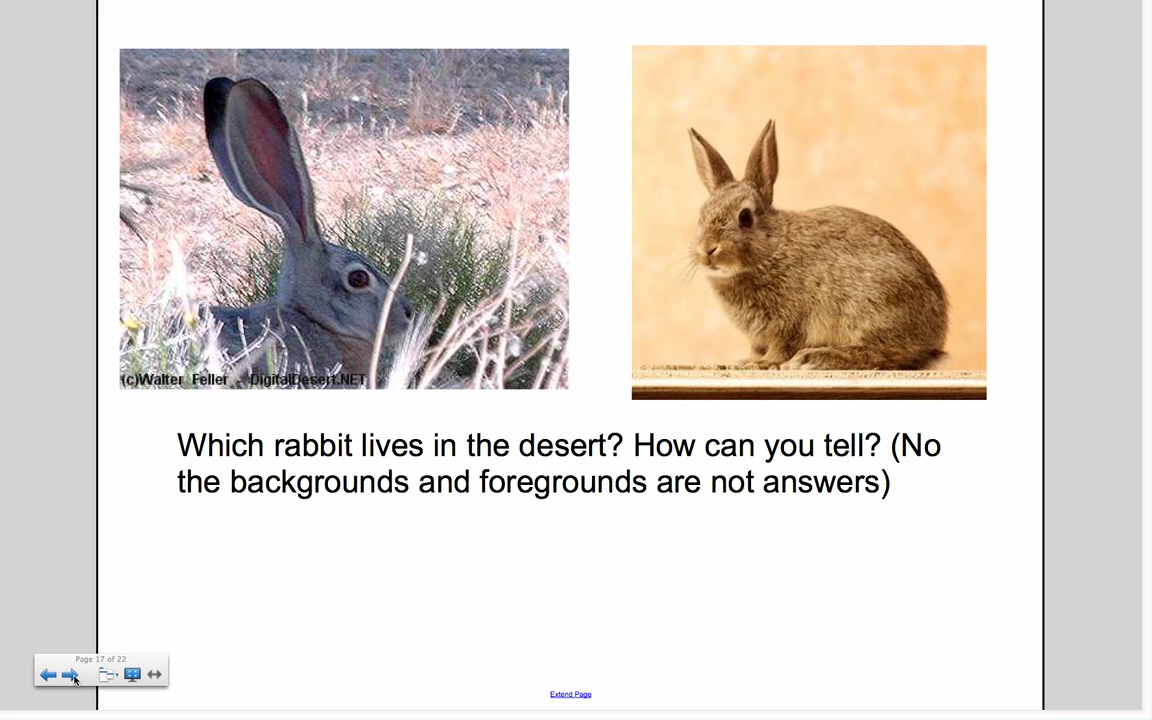 (c)Walter Feller - DigitalDesert.NET
Which rabbit lives in the desert? How can you tell? (No
the backgrounds and foregrounds are not answers)
Page 17 of 22
Extend Page